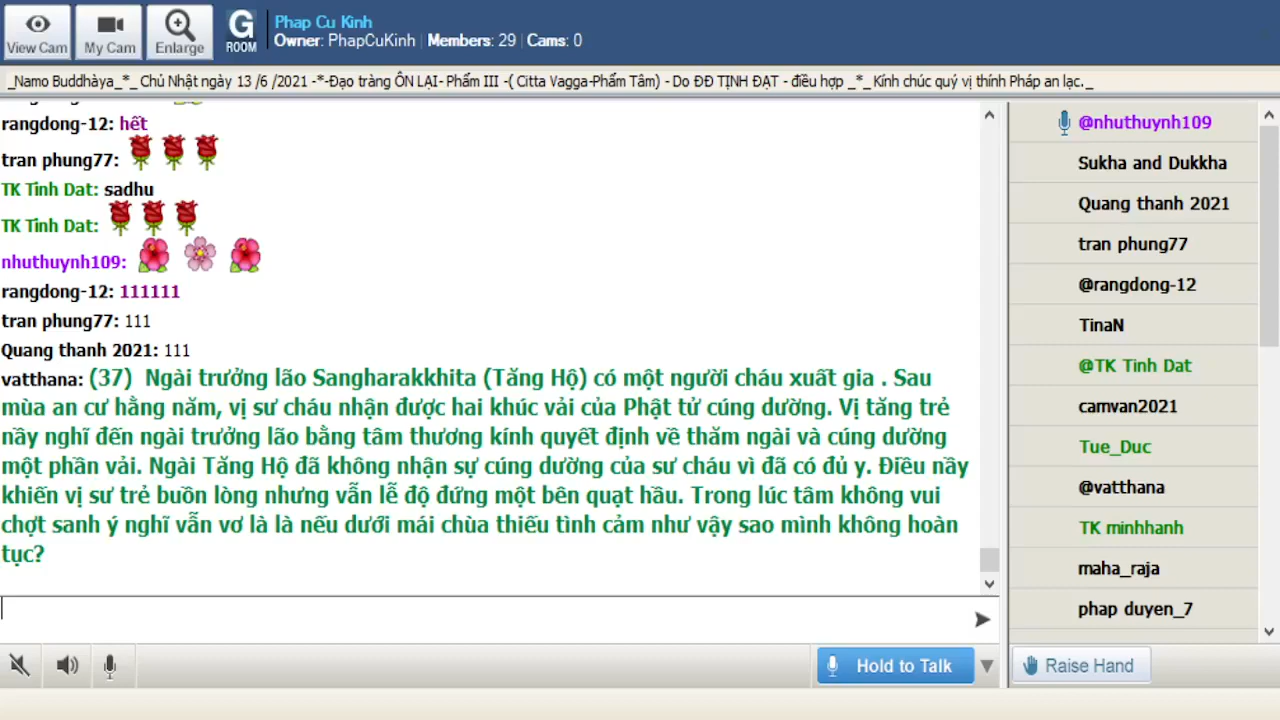 View Cam
My Cam
Enlarge
G
ROOM
Phap Cu Kinh
Owner: PhapCuKinh | Members: 29 | Cams: 0
_Namo Buddhàya_*_ Chủ Nhật ngày 13 /6 /2021 -*-Đạo tràng ÔN LẠI- Phẩm III -( Citta Vagga-Phẩm Tâm) - Do ĐĐ TỊNH ĐẠT - điều hợp _*_ Kính chúc quý vị thính Pháp an lạc._
rangdong-12: hết
tran phung77:
TK Tinh Dat: sadhu
TK Tinh Dat:
nhuthuynh109:
rangdong-12: 111111
tran phung77: 111
Quang thanh 2021: 111
vatthana: (37) Ngài trưởng lão Sangharakkhita (Tăng Hộ) có một người cháu xuất gia . Sau
mùa an cư hằng năm, vị sư cháu nhận được hai khúc vải của Phật tử cúng dường. Vị tăng trẻ
nầy nghĩ đến ngài trưởng lão bằng tâm thương kính quyết định về thăm ngài và cúng dường
một phần vải. Ngài Tăng Hộ đã không nhận sự cúng dường của sư cháu vì đã có đủ y. Điều nầy
khiến vị sư trẻ buồn lòng nhưng vẫn lễ độ đứng một bên quạt hầu. Trong lúc tâm không vui
chợt sanh ý nghĩ vẫn vơ là là nếu dưới mái chùa thiếu tình cảm như vậy sao mình không hoàn
tục?
Hold to Talk
@nhuthuynh109
Sukha and Dukkha
Quang thanh 2021
tran phung77
@rangdong-12
TinaN
@TK Tinh Dat
camvan2021
Tue_Duc
@vatthana
TK minhhanh
maha_raja
phap duyen_7
Raise Hand